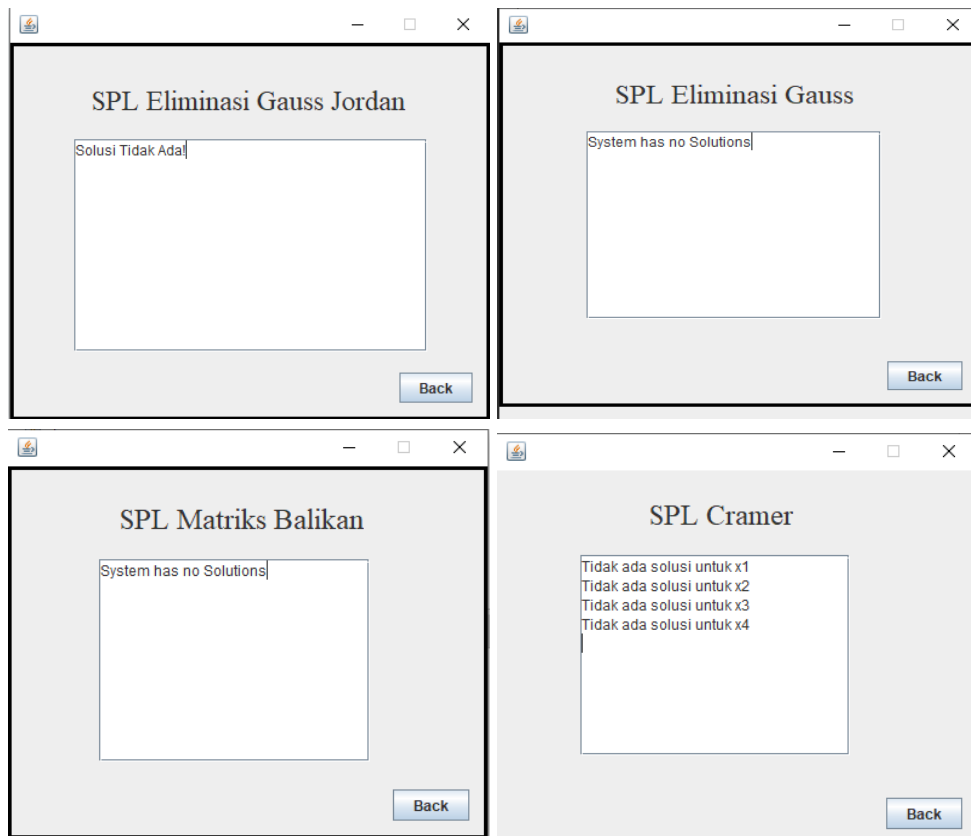 SPL Eliminasi Gauss Jordan
Solusi Tidak Ada!
Back
SPL Eliminasi Gauss
System has no Solutions
Back
SPL Matriks Balikan
System has no Solutions
Back
SPL Cramer
Tidak ada solusi untuk x1
Tidak ada solusi untuk x2
Tidak ada solusi untuk x3
Tidak ada solusi untuk x4
Back